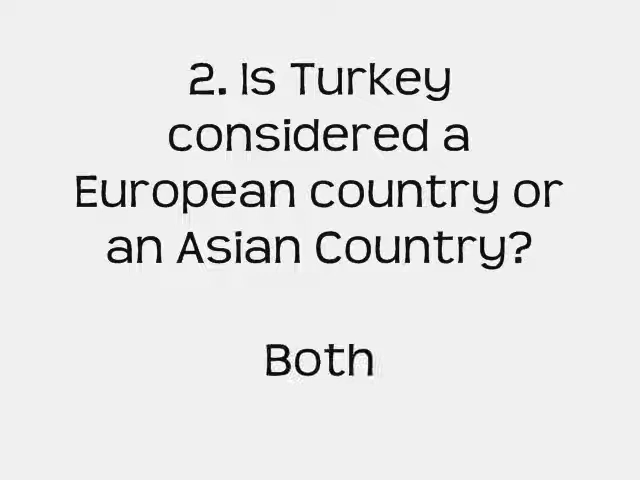 2. Is Turkey
considered a
European country or
an Asian Country?
Both